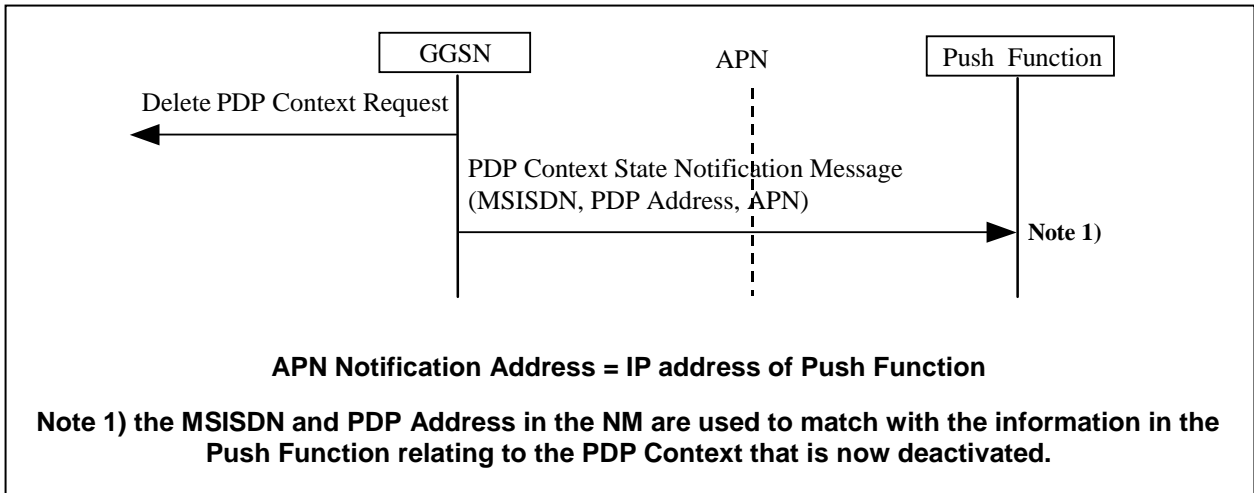 GGSN
APN
Push Function
Delete PDP Context Request
PDP Context State Notification Message
(MSISDN, PDP Address, APN)
Note 1)
APN Notification Address = IP address of Push Function
Note 1) the MSISDN and PDP Address in the NM are used to match with the information in the
Push Function relating to the PDP Context that is now deactivated.